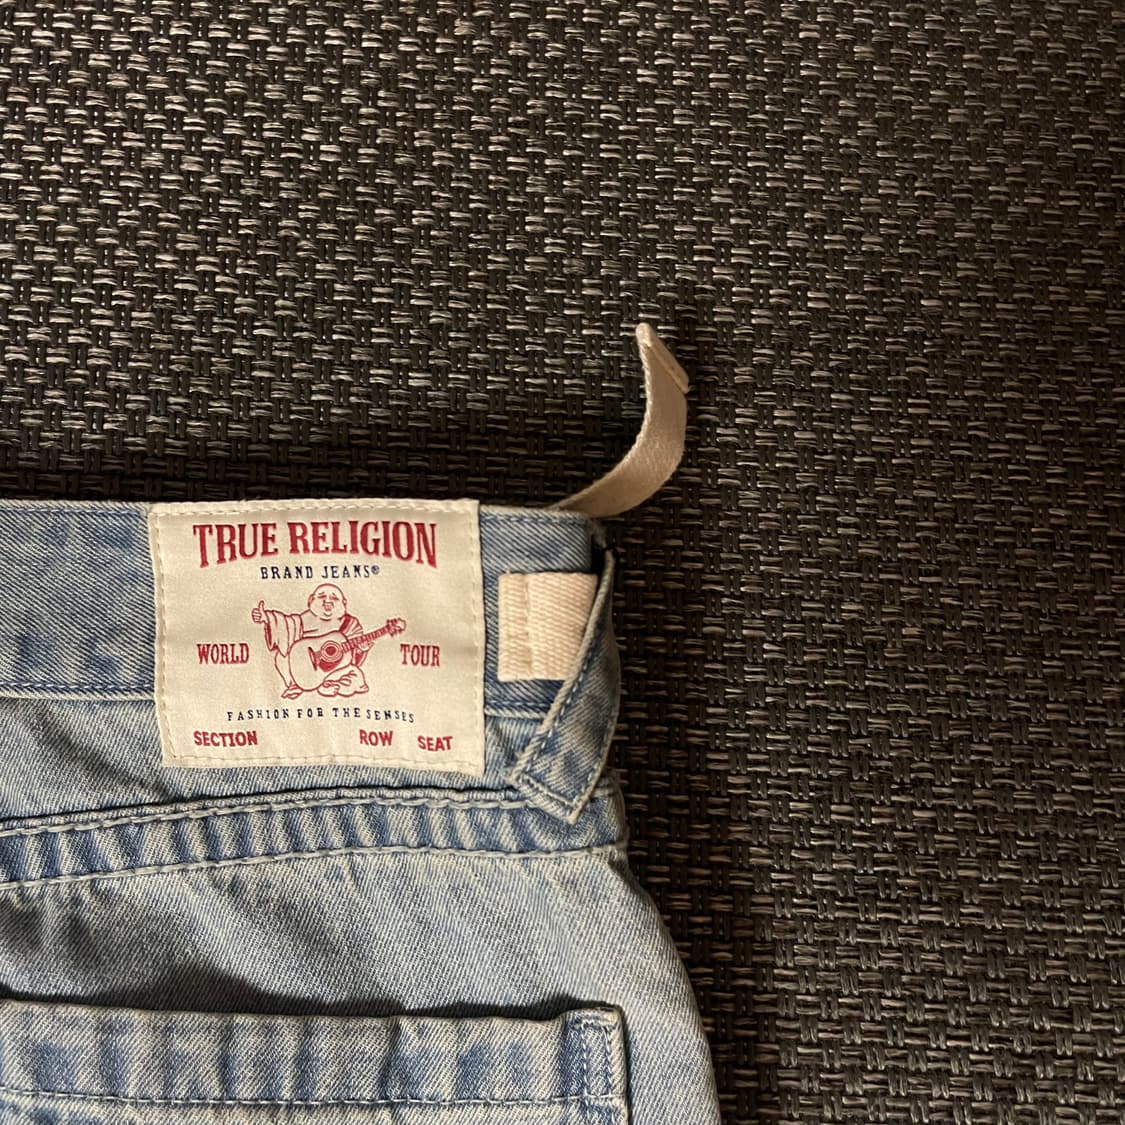 TRUE RELIGION
BRAND JEANS®
WORLD TOUR
FASHION FOR THE SENSES
SECTION ROW SEAT